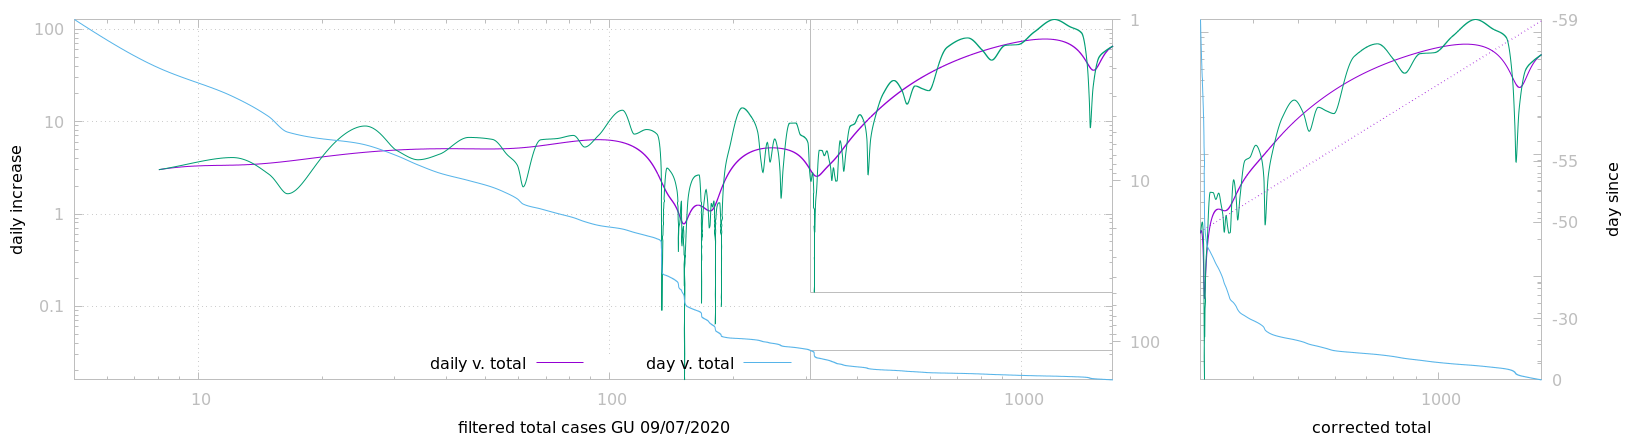 100
10
1
0.1
daily increase
10
100
1000
filtered total cases GU 09/07/2020
daily v. total
day v. total
1
10
100
-59
-55
-50
-30
0
day since
1000
corrected total